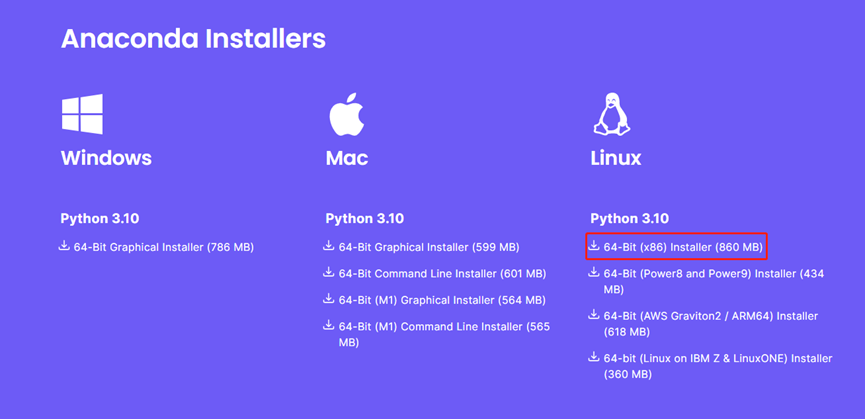 Anaconda Installers
Windows
Python 3.10
64-Bit Graphical Installer (786 MB)
Mac
Python 3.10
64-Bit Graphical Installer (599 MB)
64-Bit Command Line Installer (601 MB)
64-Bit (M1) Graphical Installer (564 MB)
64-Bit (M1) Command Line Installer (565
MB)
Linux
Python 3.10
64-Bit (x86) Installer (860 MB)
64-Bit (Power8 and Power9) Installer (434
MB)
64-Bit (AWS Graviton2 / ARM64) Installer
(618 MB)
64-bit (Linux on IBM Z & LinuxONE) Installer
(360 MB)